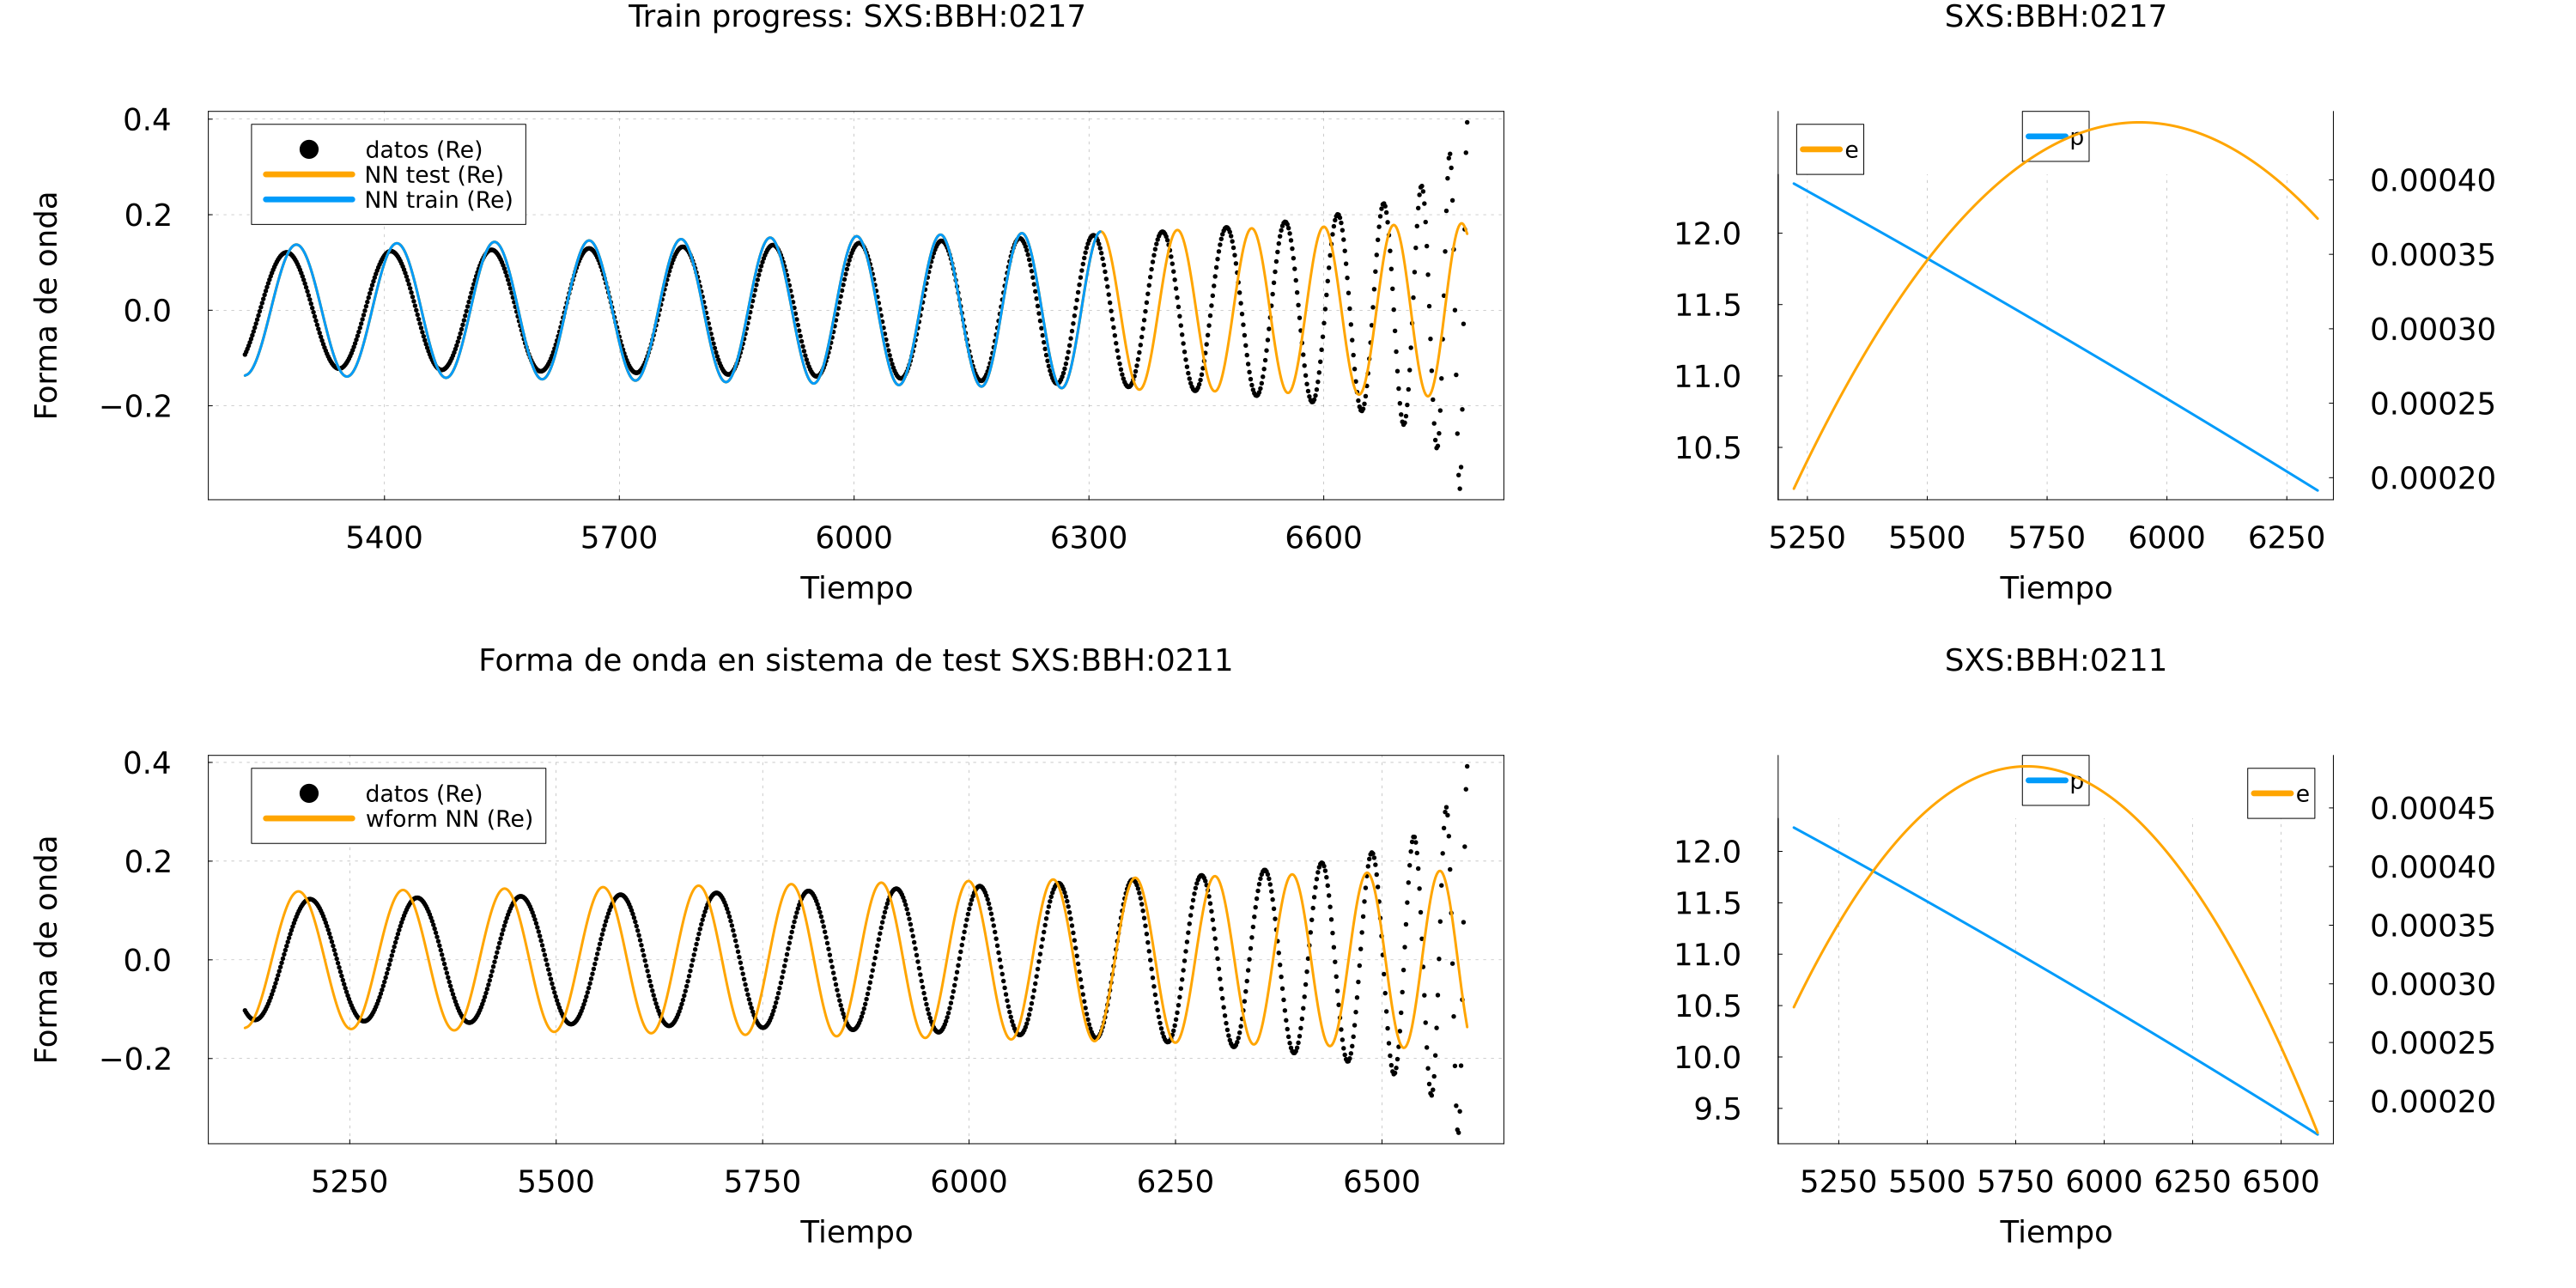 Train progress: SXS:BBH:0217
0.4
0.2
0.0
−0.2
Forma de onda
datos (Re)
NN test (Re)
NN train (Re)
5400 5700 6000 6300 6600
Tiempo
SXS:BBH:0217
e
p
12.0
11.5
11.0
10.5
0.00040
0.00035
0.00030
0.00025
0.00020
5250 5500 5750 6000 6250
Tiempo
Forma de onda en sistema de test SXS:BBH:0211
0.4
0.2
0.0
−0.2
Forma de onda
datos (Re)
wform NN (Re)
5250 5500 5750 6000 6250 6500
Tiempo
SXS:BBH:0211
p
e
12.0
11.5
11.0
10.5
10.0
9.5
0.00045
0.00040
0.00035
0.00030
0.00025
0.00020
5250 5500 5750 6000 6250 6500
Tiempo